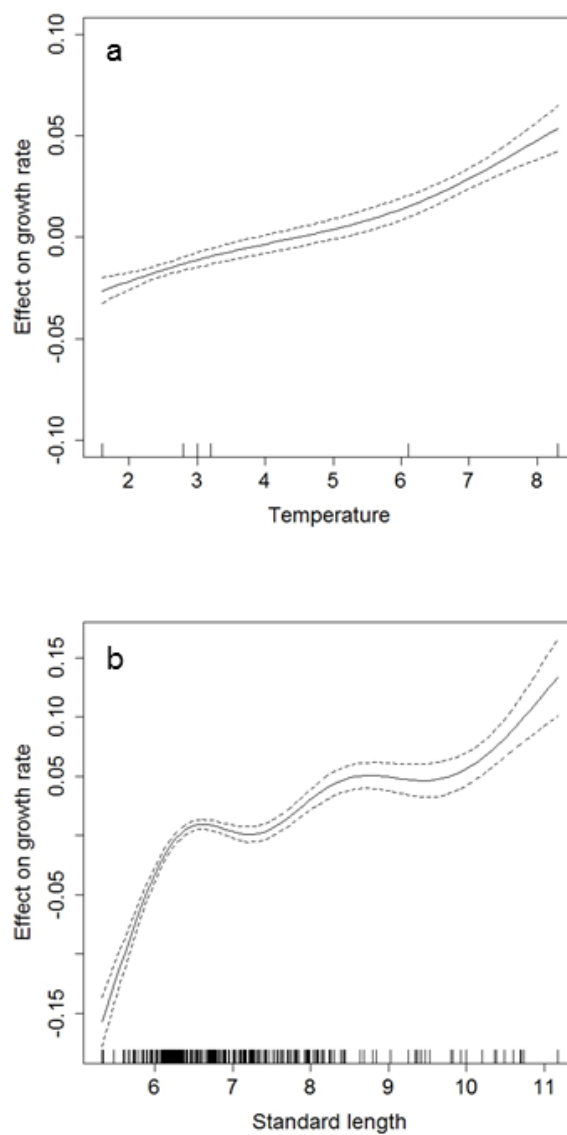 a
Effect on growth rate
0.10
0.05
0.00
-0.05
-0.10
2 3 4 5 6 7 8
Temperature
b
Effect on growth rate
0.15
0.10
0.05
-0.05
-0.15
6 7 8 9 10 11
Standard length